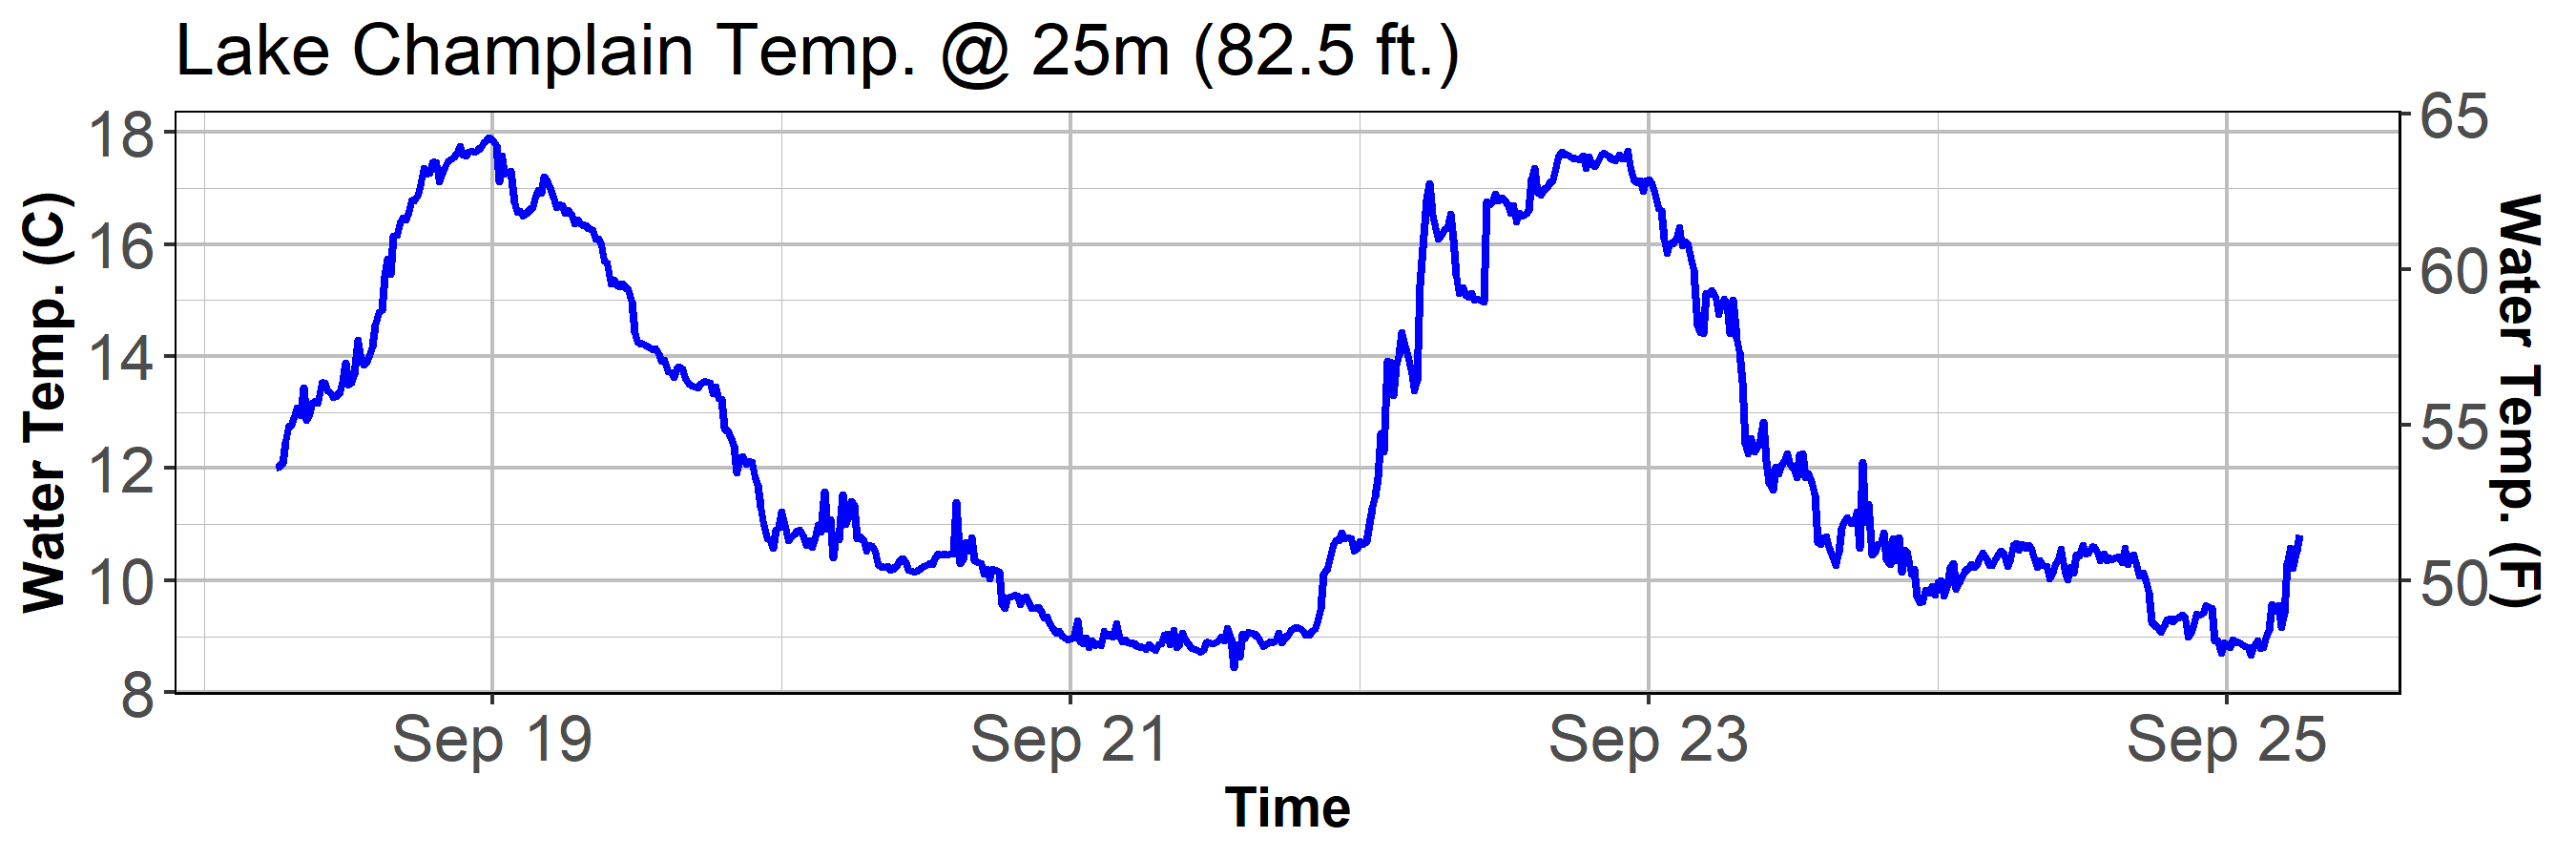 Lake Champlain Temp. @ 25m (82.5 ft.)
Water Temp. (C)
18
16
14
12
10
8
65
60
55
50
Water Temp. (F)
Sep 19
Sep 21
Sep 23
Sep 25
Time